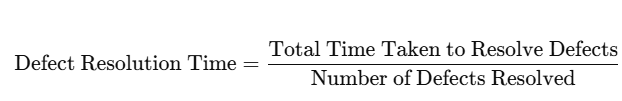 Defect Resolution Time = Total Time Taken to Resolve Defects
Number of Defects Resolved